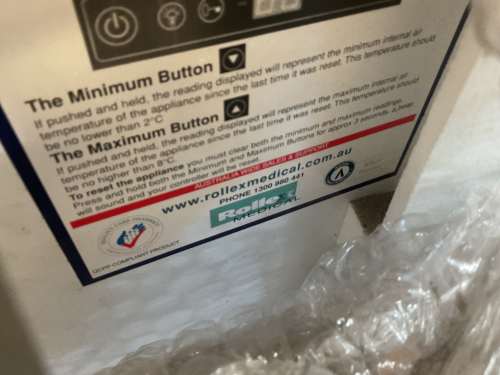 The Minimum Button
If pushed and held, the reading displayed will represent the minimum internal air
temperature of the appliance since the last time it was reset. This temperature should
be no lower than 2°C
The Maximum Button
If pushed and held, the reading displayed will represent the maximum internal air
temperature of the appliance since the last time it was reset. This temperature should
be no higher than 8°C.
To reset the appliance you must clear both the minimum and maximum readings.
Press and hold both the Minimum and Maximum Buttons for approx 3 seconds. A beep
will sound and your controller will be reset.
AUSTRALIA WIDE SALES & SUPPORT
www.rollexmedical.com.au
PHONE 1300 880 441
Rollex
MEDICAL
QCPP COMPLIANT PRODUCT